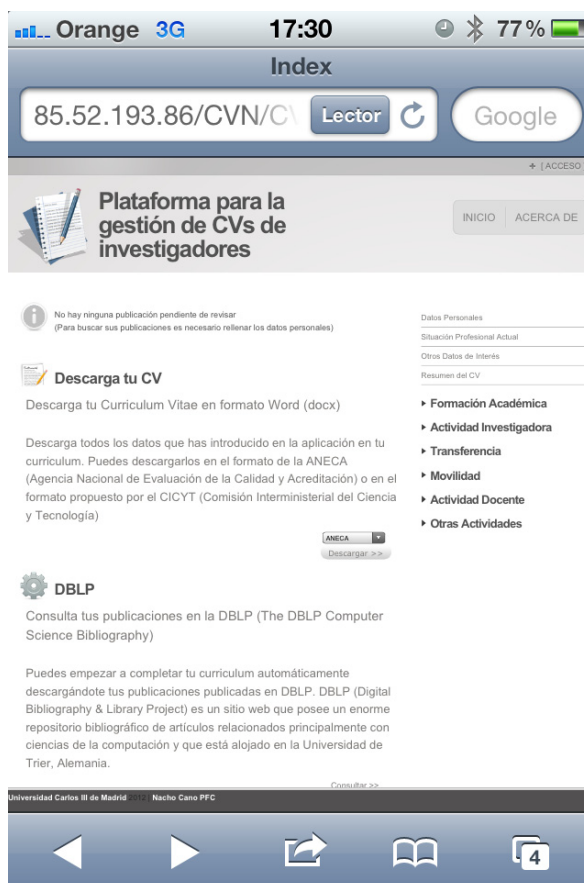 Orange 3G 17:30 77%
Index
85.52.193.86/CVN/CV Lector Google
+ | ACCESO
Plataforma para la
gestión de CVs de
investigadores
INICIO ACERCA DE
No hay ninguna publicación pendiente de revisar
(Para buscar sus publicaciones es necesario rellenar los datos personales)
Descarga tu CV
Descarga tu Curriculum Vitae en formato Word (docx)
Descarga todos los datos que has introducido en la aplicación en tu
curriculum. Puedes descargarlos en el formato de la ANECA
(Agencia Nacional de Evaluación de la Calidad y Acreditación) o en el
formato propuesto por el CICYT (Comisión Interministerial del Ciencia
y Tecnología)
ANECA
Descargar >>
DBLP
Consulta tus publicaciones en la DBLP (The DBLP Computer
Science Bibliography)
Puedes empezar a completar tu curriculum automáticamente
descargándote tus publicaciones publicadas en DBLP. DBLP (Digital
Bibliography & Library Project) es un sitio web que posee un enorme
repositorio bibliográfico de artículos relacionados principalmente con
ciencias de la computación y que está alojado en la Universidad de
Trier, Alemania.
Consultar >>
Datos Personales
Situación Profesional Actual
Otros Datos de Interés
Resumen del CV
Formación Académica
Actividad Investigadora
Transferencia
Movilidad
Actividad Docente
Otras Actividades
Universidad Carlos III de Madrid 2012 | Nacho Cano PFC
4